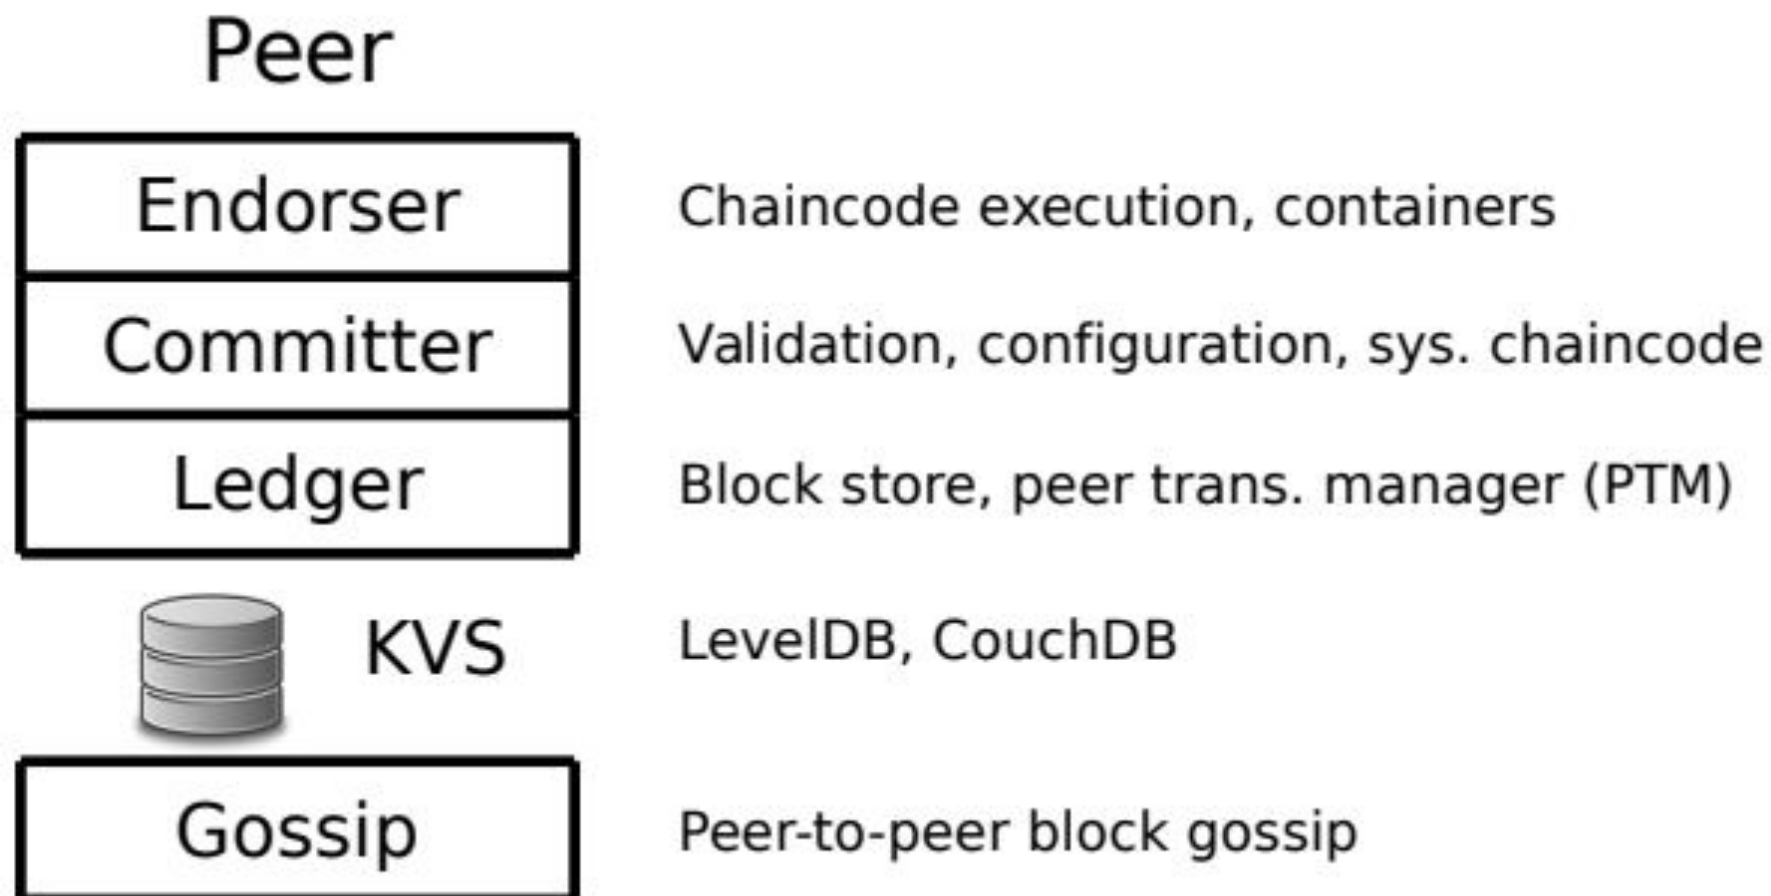 Peer
Endorser
Chaincode execution, containers
Committer
Validation, configuration, sys. chaincode
Ledger
Block store, peer trans. manager (PTM)
KVS
LevelDB, CouchDB
Gossip
Peer-to-peer block gossip